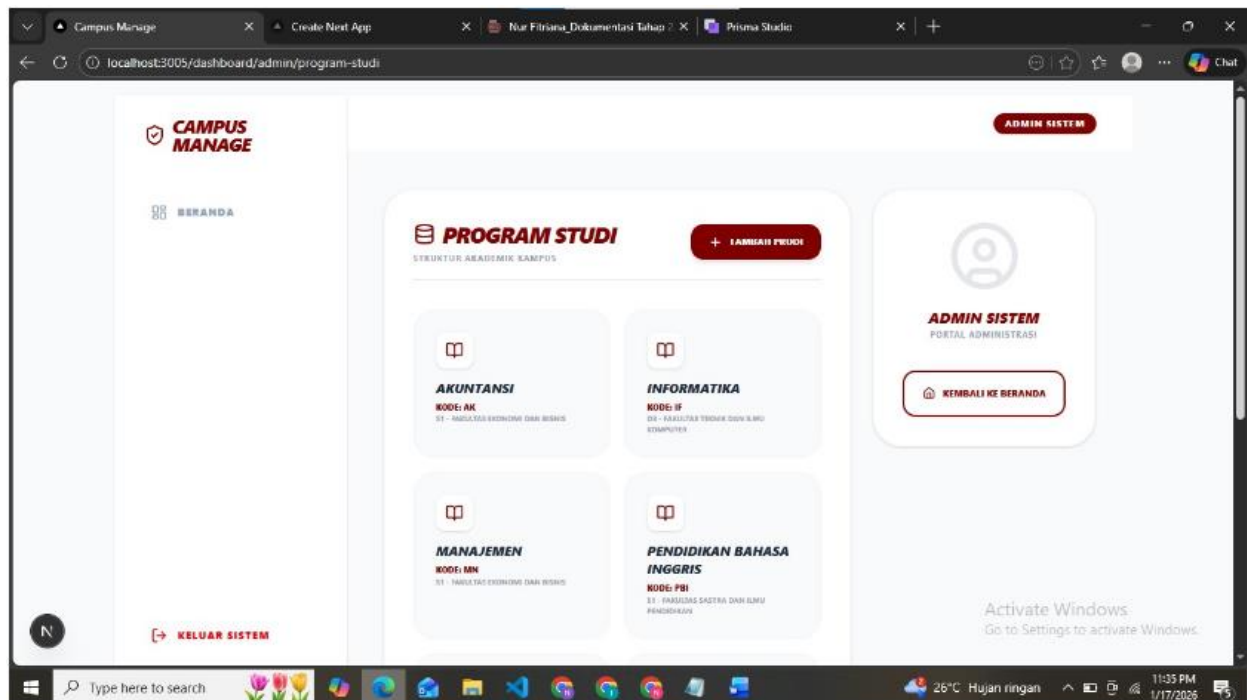 Campus Manage
Create Next App
Nur Fitriana_Dokumentasi Tahap 2
Prisma Studio
localhost:3005/dashboard/admin/program-studi
Chat
CAMPUS
MANAGE
ADMIN SISTEM
BERANDA
PROGRAM STUDI
STRUKTUR AKADEMIK KAMPUS
+ TAMBAH PRODI
ADMIN SISTEM
PORTAL ADMINISTRASI
KEMBALI KE BERANDA
AKUNTANSI
KODE: AK
S1 - FAKULTAS EKONOMI DAN BISNIS
INFORMATIKA
KODE: IF
D3 - FAKULTAS TEKNIK DAN ILMU
KOMPUTER
MANAJEMEN
KODE: MN
S1 - FAKULTAS EKONOMI DAN BISNIS
PENDIDIKAN BAHASA
INGGRIS
KODE: PBI
S1 - FAKULTAS SASTRA DAN ILMU
PENDIDIKAN
N
KELUAR SISTEM
Activate Windows
Go to Settings to activate Windows.
Type here to search
26°C Hujan ringan
11:35 PM
1/17/2026
5